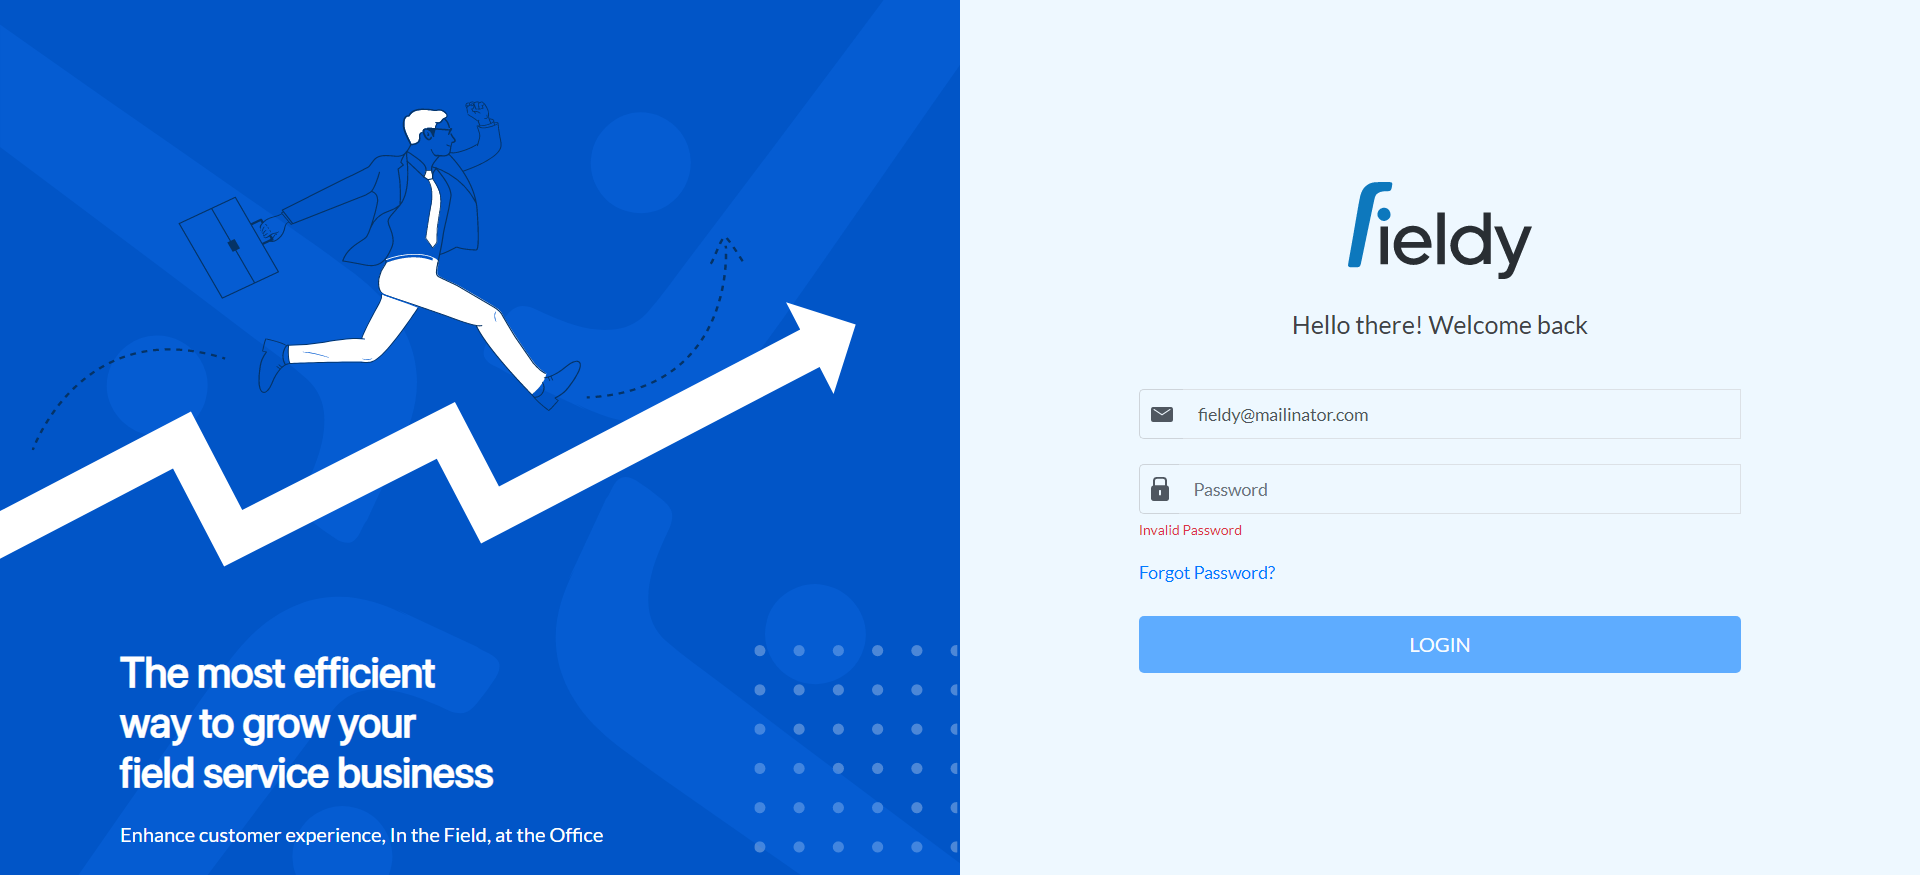 The most efficient
way to grow your
field service business
Enhance customer experience, In the Field, at the Office
fieldy
Hello there! Welcome back
fieldy@mailinator.com
Password
Invalid Password
Forgot Password?
LOGIN